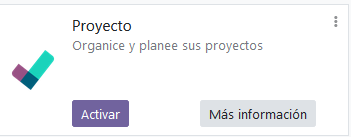 Proyecto
Organice y planee sus proyectos
Activar
Más información